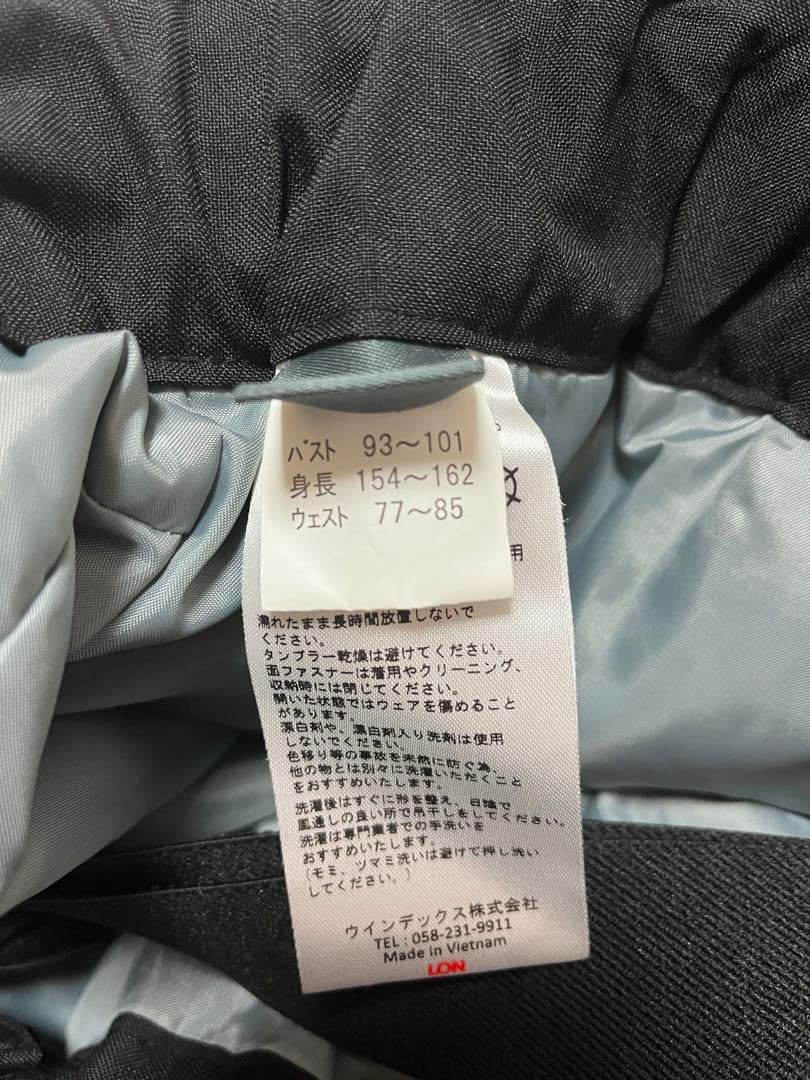 バスト 93～101
身長 154～162
ウェスト 77～85
。
用
濡れたまま長時間放置しないで
ください。
タンブラー乾燥は避けてください。
面ファスナーは着用やクリーニング、
収納時には閉じてください。
開いた状態ではウェアを傷めること
があります。
漂白剤や、漂白剤入り洗剤は使用
しないでください。
色移り等の事故を未然に防ぐ為、
他の物とは別々に洗濯いただくこと
をおすすめいたします。
洗濯後はすぐに形を整え、日陰で
風通しの良い所で吊干しをしてください。
洗濯は専門業者での手洗いを
おすすめいたします。
(モミ、ツマミ洗いは避けて押し洗い
してください。)
ウインデックス株式会社
TEL：058-231-9911
Made in Vietnam
LON